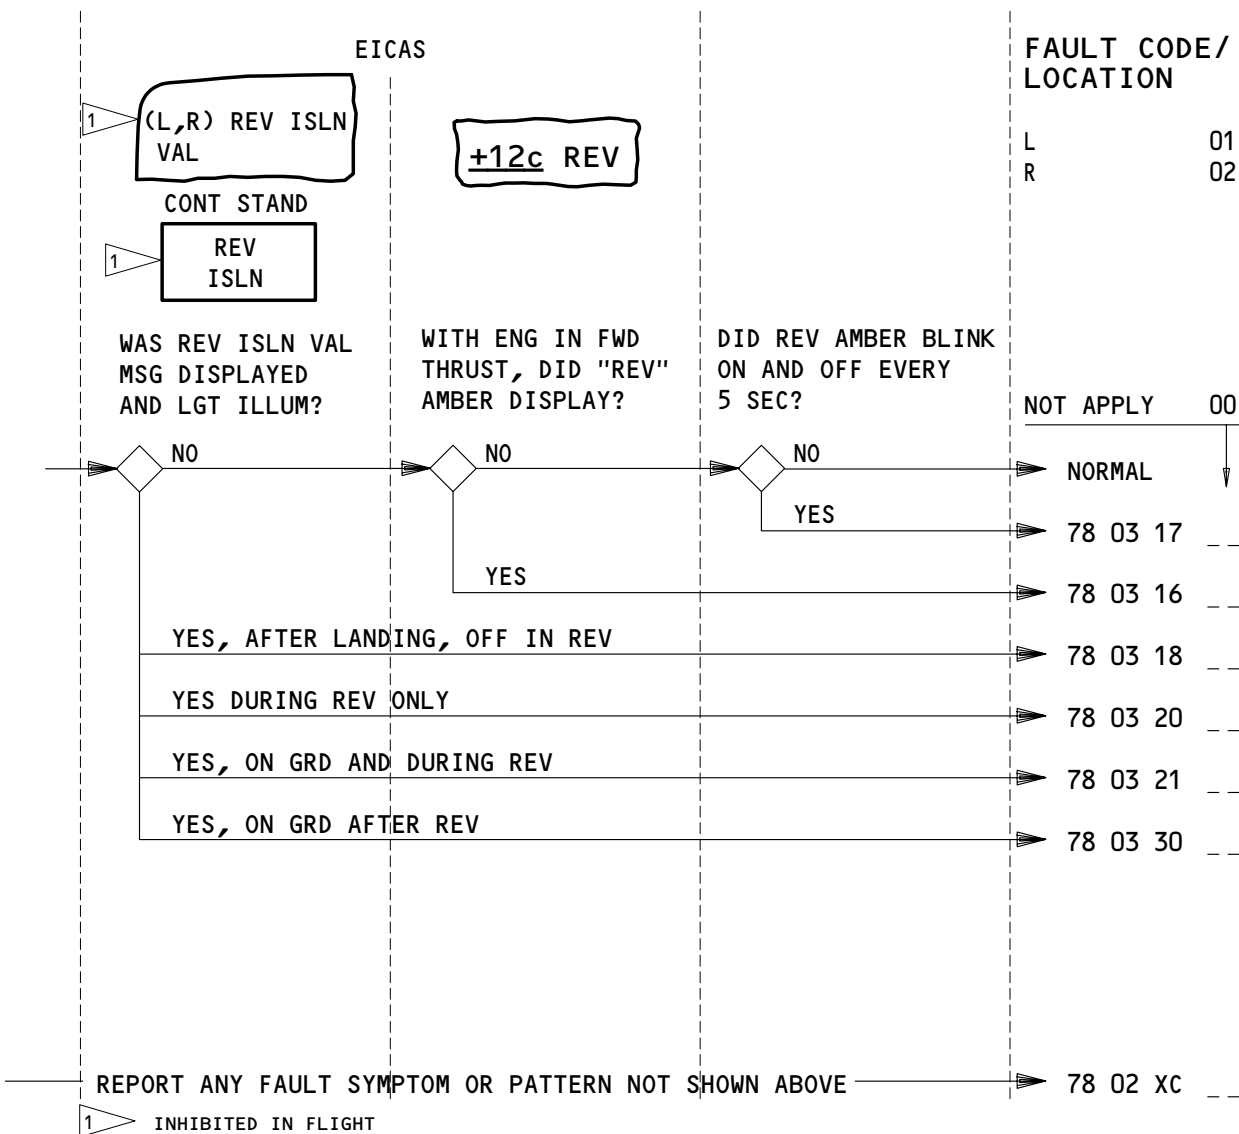 EICAS
FAULT CODE/
LOCATION
1
(L,R) REV ISLN
VAL
+12c REV
L 01
R 02
CONT STAND
1
REV
ISLN
WAS REV ISLN VAL
MSG DISPLAYED
AND LGT ILLUM?
WITH ENG IN FWD
THRUST, DID "REV"
AMBER DISPLAY?
DID REV AMBER BLINK
ON AND OFF EVERY
5 SEC?
NOT APPLY 00
NO
NO
NO
NORMAL
YES
78 03 17 _ _
YES
78 03 16 _ _
YES, AFTER LANDING, OFF IN REV
78 03 18 _ _
YES DURING REV ONLY
78 03 20 _ _
YES, ON GRD AND DURING REV
78 03 21 _ _
YES, ON GRD AFTER REV
78 03 30 _ _
REPORT ANY FAULT SYMPTOM OR PATTERN NOT SHOWN ABOVE
78 02 XC _ _
1 INHIBITED IN FLIGHT